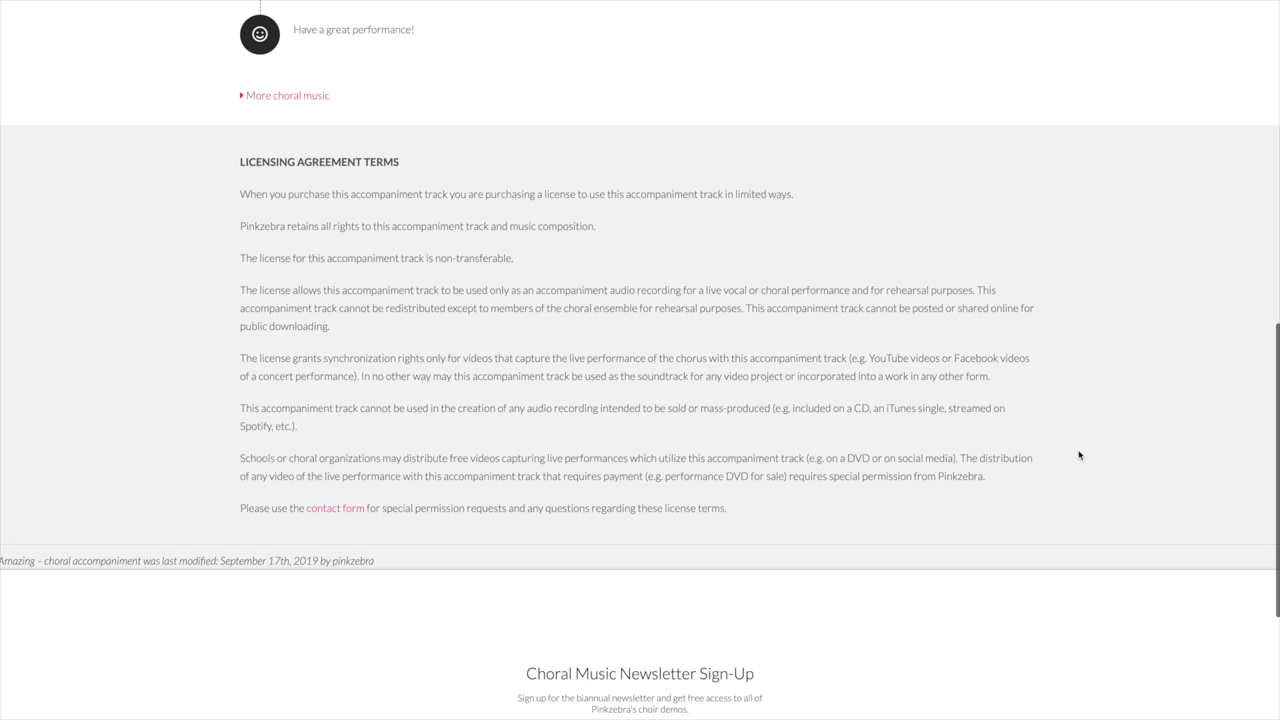 Have a great performance!
More choral music
LICENSING AGREEMENT TERMS
When you purchase this accompaniment track you are purchasing a license to use this accompaniment track in limited ways.
Pinkzebra retains all rights to this accompaniment track and music composition.
The license for this accompaniment track is non-transferable.
The license allows this accompaniment track to be used only as an accompaniment audio recording for a live vocal or choral performance and for rehearsal purposes. This
accompaniment track cannot be redistributed except to members of the choral ensemble for rehearsal purposes. This accompaniment track cannot be posted or shared online for
public downloading.
The license grants synchronization rights only for videos that capture the live performance of the chorus with this accompaniment track (e.g. YouTube videos or Facebook videos
of a concert performance). In no other way may this accompaniment track be used as the soundtrack for any video project or incorporated into a work in any other form.
This accompaniment track cannot be used in the creation of any audio recording intended to be sold or mass-produced (e.g. included on a CD, an iTunes single, streamed on
Spotify, etc.).
Schools or choral organizations may distribute free videos capturing live performances which utilize this accompaniment track (e.g. on a DVD or on social media). The distribution
of any video of the live performance with this accompaniment track that requires payment (e.g. performance DVD for sale) requires special permission from Pinkzebra.
Please use the contact form for special permission requests and any questions regarding these license terms.
Amazing – choral accompaniment was last modified: September 17th, 2019 by pinkzebra
Choral Music Newsletter Sign-Up
Sign up for the biannual newsletter and get free access to all of
Pinkzebra's choir demos.